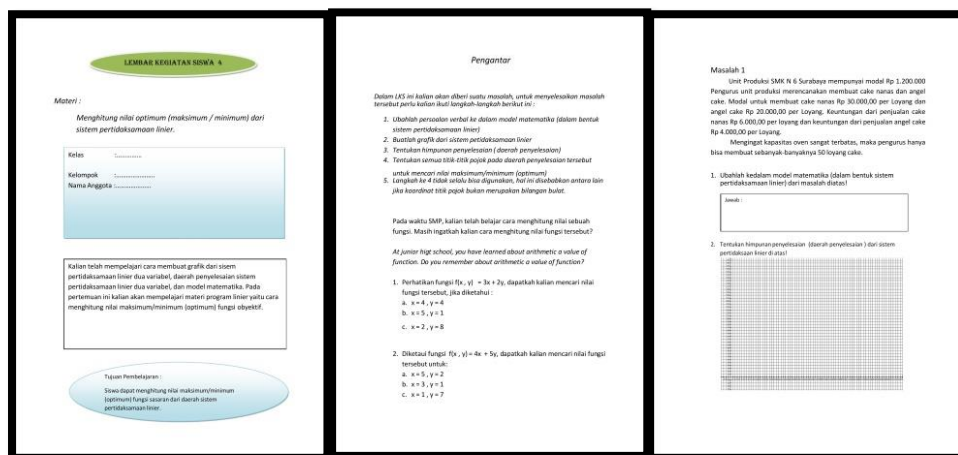 LEMBAR KEGIATAN SISWA 4
Materi :
Menghitung nilai optimum (maksimum / minimum) dari
sistem pertidaksamaan linier.
Kelas :..............
Kelompok :......................
Nama Anggota :....................
Kalian telah mempelajari cara membuat grafik dari sisem
pertidaksamaan linier dua variabel, daerah penyelesaian sistem
pertidaksamaan linier dua variabel, dan model matematika. Pada
pertemuan ini kalian akan mempelajari materi program linier yaitu cara
menghitung nilai maksimum/minimum (optimum) fungsi obyektif.
Tujuan Pembelajaran :
Siswa dapat menghitung nilai maksimum/minimum
(optimum) fungsi sasaran dari daerah sistem
pertidaksamaan linier.
Pengantar
Dalam LKS ini kalian akan diberi suatu masalah, untuk menyelesaikan masalah
tersebut perlu kalian ikuti langkah-langkah berikut ini :
1. Ubahlah persoalan verbal ke dalam model matematika (dalam bentuk
sistem pertidaksamaan linier)
2. Buatlah grafik dari sistem petidaksamaan linier
3. Tentukan himpunan penyelesaian ( daerah penyelesaian)
4. Tentukan semua titik-titik pojok pada daerah penyelesaian tersebut
untuk mencari nilai maksimum/minimum (optimum)
5. Langkah ke 4 tidak selalu bisa digunakan, hal ini disebabkan antara lain
jika koordinat titik pojok bukan merupakan bilangan bulat.
Pada waktu SMP, kalian telah belajar cara menghitung nilai sebuah
fungsi. Masih ingatkah kalian cara menghitung nilai fungsi tersebut?
At junior higt school, you have learned about arithmetic a value of
function. Do you remember about arithmetic a value of function?
1. Perhatikan fungsi f(x , y) = 3x + 2y, dapatkah kalian mencari nilai
fungsi tersebut, jika diketahui :
a. x = 4 , y = 4
b. x = 5 , y = 1
c. x = 2 , y = 8
2. Diketaui fungsi f(x , y) = 4x + 5y, dapatkah kalian mencari nilai fungsi
tersebut untuk:
a. x = 5 , y = 2
b. x = 3 , y = 1
c. x = 1 , y = 7
Masalah 1
Unit Produksi SMK N 6 Surabaya mempunyai modal Rp 1.200.000
Pengurus unit produksi merencanakan membuat cake nanas dan angel
cake. Modal untuk membuat cake nanas Rp 30.000,00 per Loyang dan
angel cake Rp 20.000,00 per Loyang. Keuntungan dari penjualan cake
nanas Rp 6.000,00 per loyang dan keuntungan dari penjualan angel cake
Rp 4.000,00 per Loyang.
Mengingat kapasitas oven sangat terbatas, maka pengurus hanya
bisa membuat sebanyak-banyaknya 50 loyang cake.
1. Ubahlah kedalam model matematika (dalam bentuk sistem
pertidaksamaan linier) dari masalah diatas!
Jawab :
2. Tentukan himpunan penyelesaian (daerah penyelesaian ) dari sistem
pertidaksaan linier di atas!